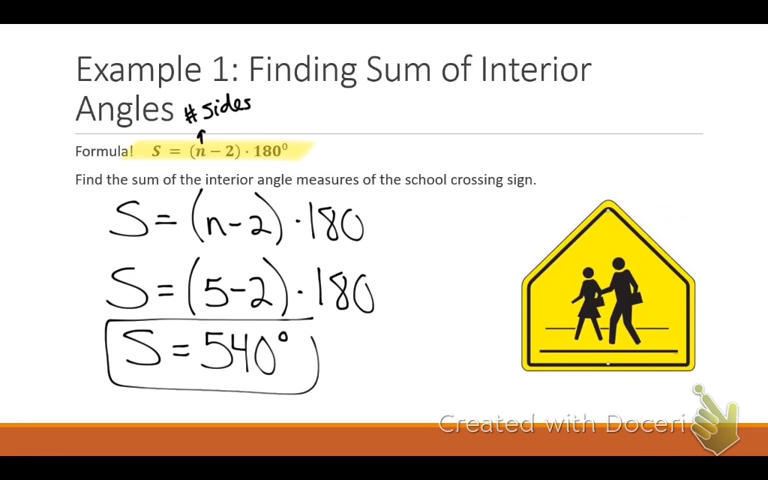 Example 1: Finding Sum of Interior
Angles # sides
Formula! S = (n − 2) · 180⁰
Find the sum of the interior angle measures of the school crossing sign.
S = (n-2) · 180
S = (5-2) · 180
S = 540°
Created with Doceri